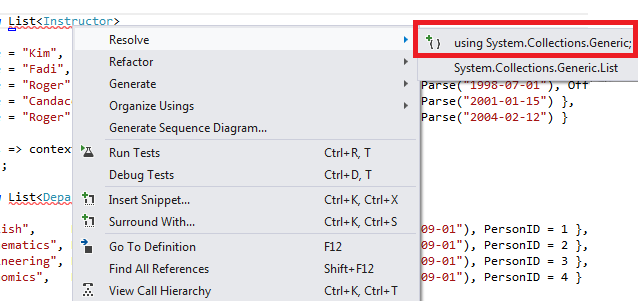 w List<Instructor>
Resolve
using System.Collections.Generic;
System.Collections.Generic.List
e = "Kim",
e = "Fadi",
e = "Roger"
e = "Candace
e = "Roger"
Refactor
Generate
Organize Usings
Generate Sequence Diagram...
Parse("1998-07-01"), Off
Parse("2001-01-15") },
Parse("2004-02-12") }
=> context
;
Run Tests Ctrl+R, T
Debug Tests Ctrl+D, T
w List<Depa
Insert Snippet... Ctrl+K, Ctrl+X
Surround With... Ctrl+K, Ctrl+S
lish", 09-01"), PersonID = 1 },
ematics", Go To Definition F12 09-01"), PersonID = 2 },
neering", Find All References Shift+F12 09-01"), PersonID = 3 },
omics", View Call Hierarchy Ctrl+K, Ctrl+T 09-01"), PersonID = 4 }